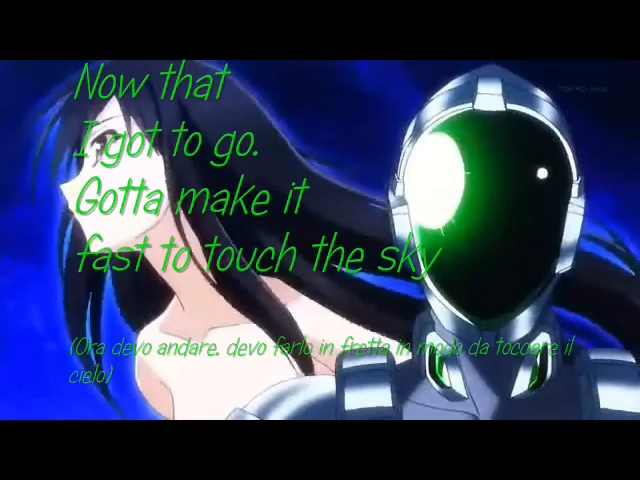 Now that
I got to go.
Gotta make it
fast to touch the sky
(Ora devo andare. devo farlo in fretta in modo da toccare il
cielo)